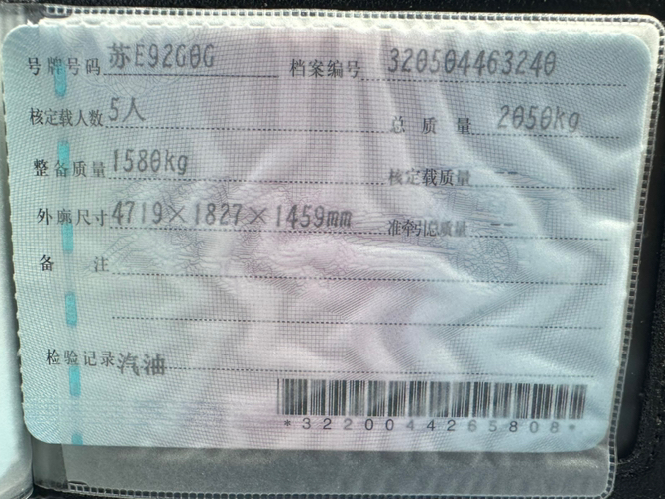 号牌号码 苏E92G0G 档案编号 320504463240
核定载人数 5人 总质量 2050kg
整备质量 1580kg 核定载质量 --
外廓尺寸 4719×1827×1459mm 准牵引总质量 --
备注
检验记录 汽油
*3220044265808*